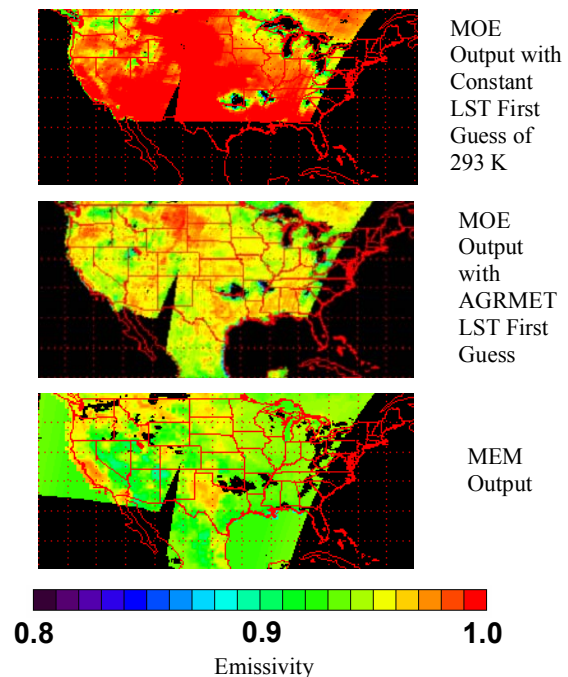 MOE
Output with
Constant
LST First
Guess of
293 K
MOE
Output
with
AGRMET
LST First
Guess
MEM
Output
0.8
0.9
1.0
Emissivity